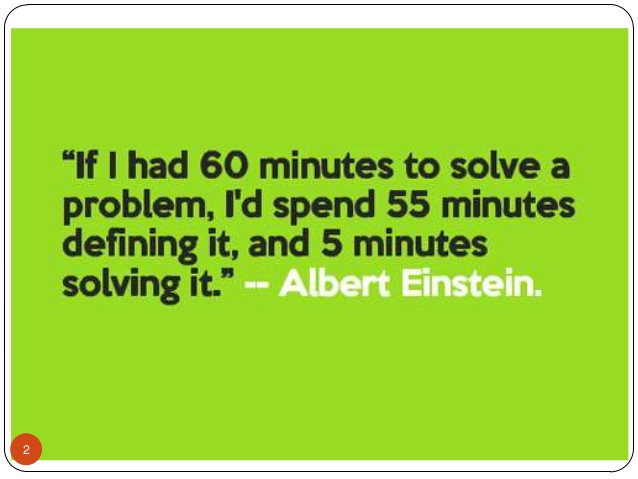 “If I had 60 minutes to solve a
problem, I'd spend 55 minutes
defining it, and 5 minutes
solving it.” -- Albert Einstein.
2